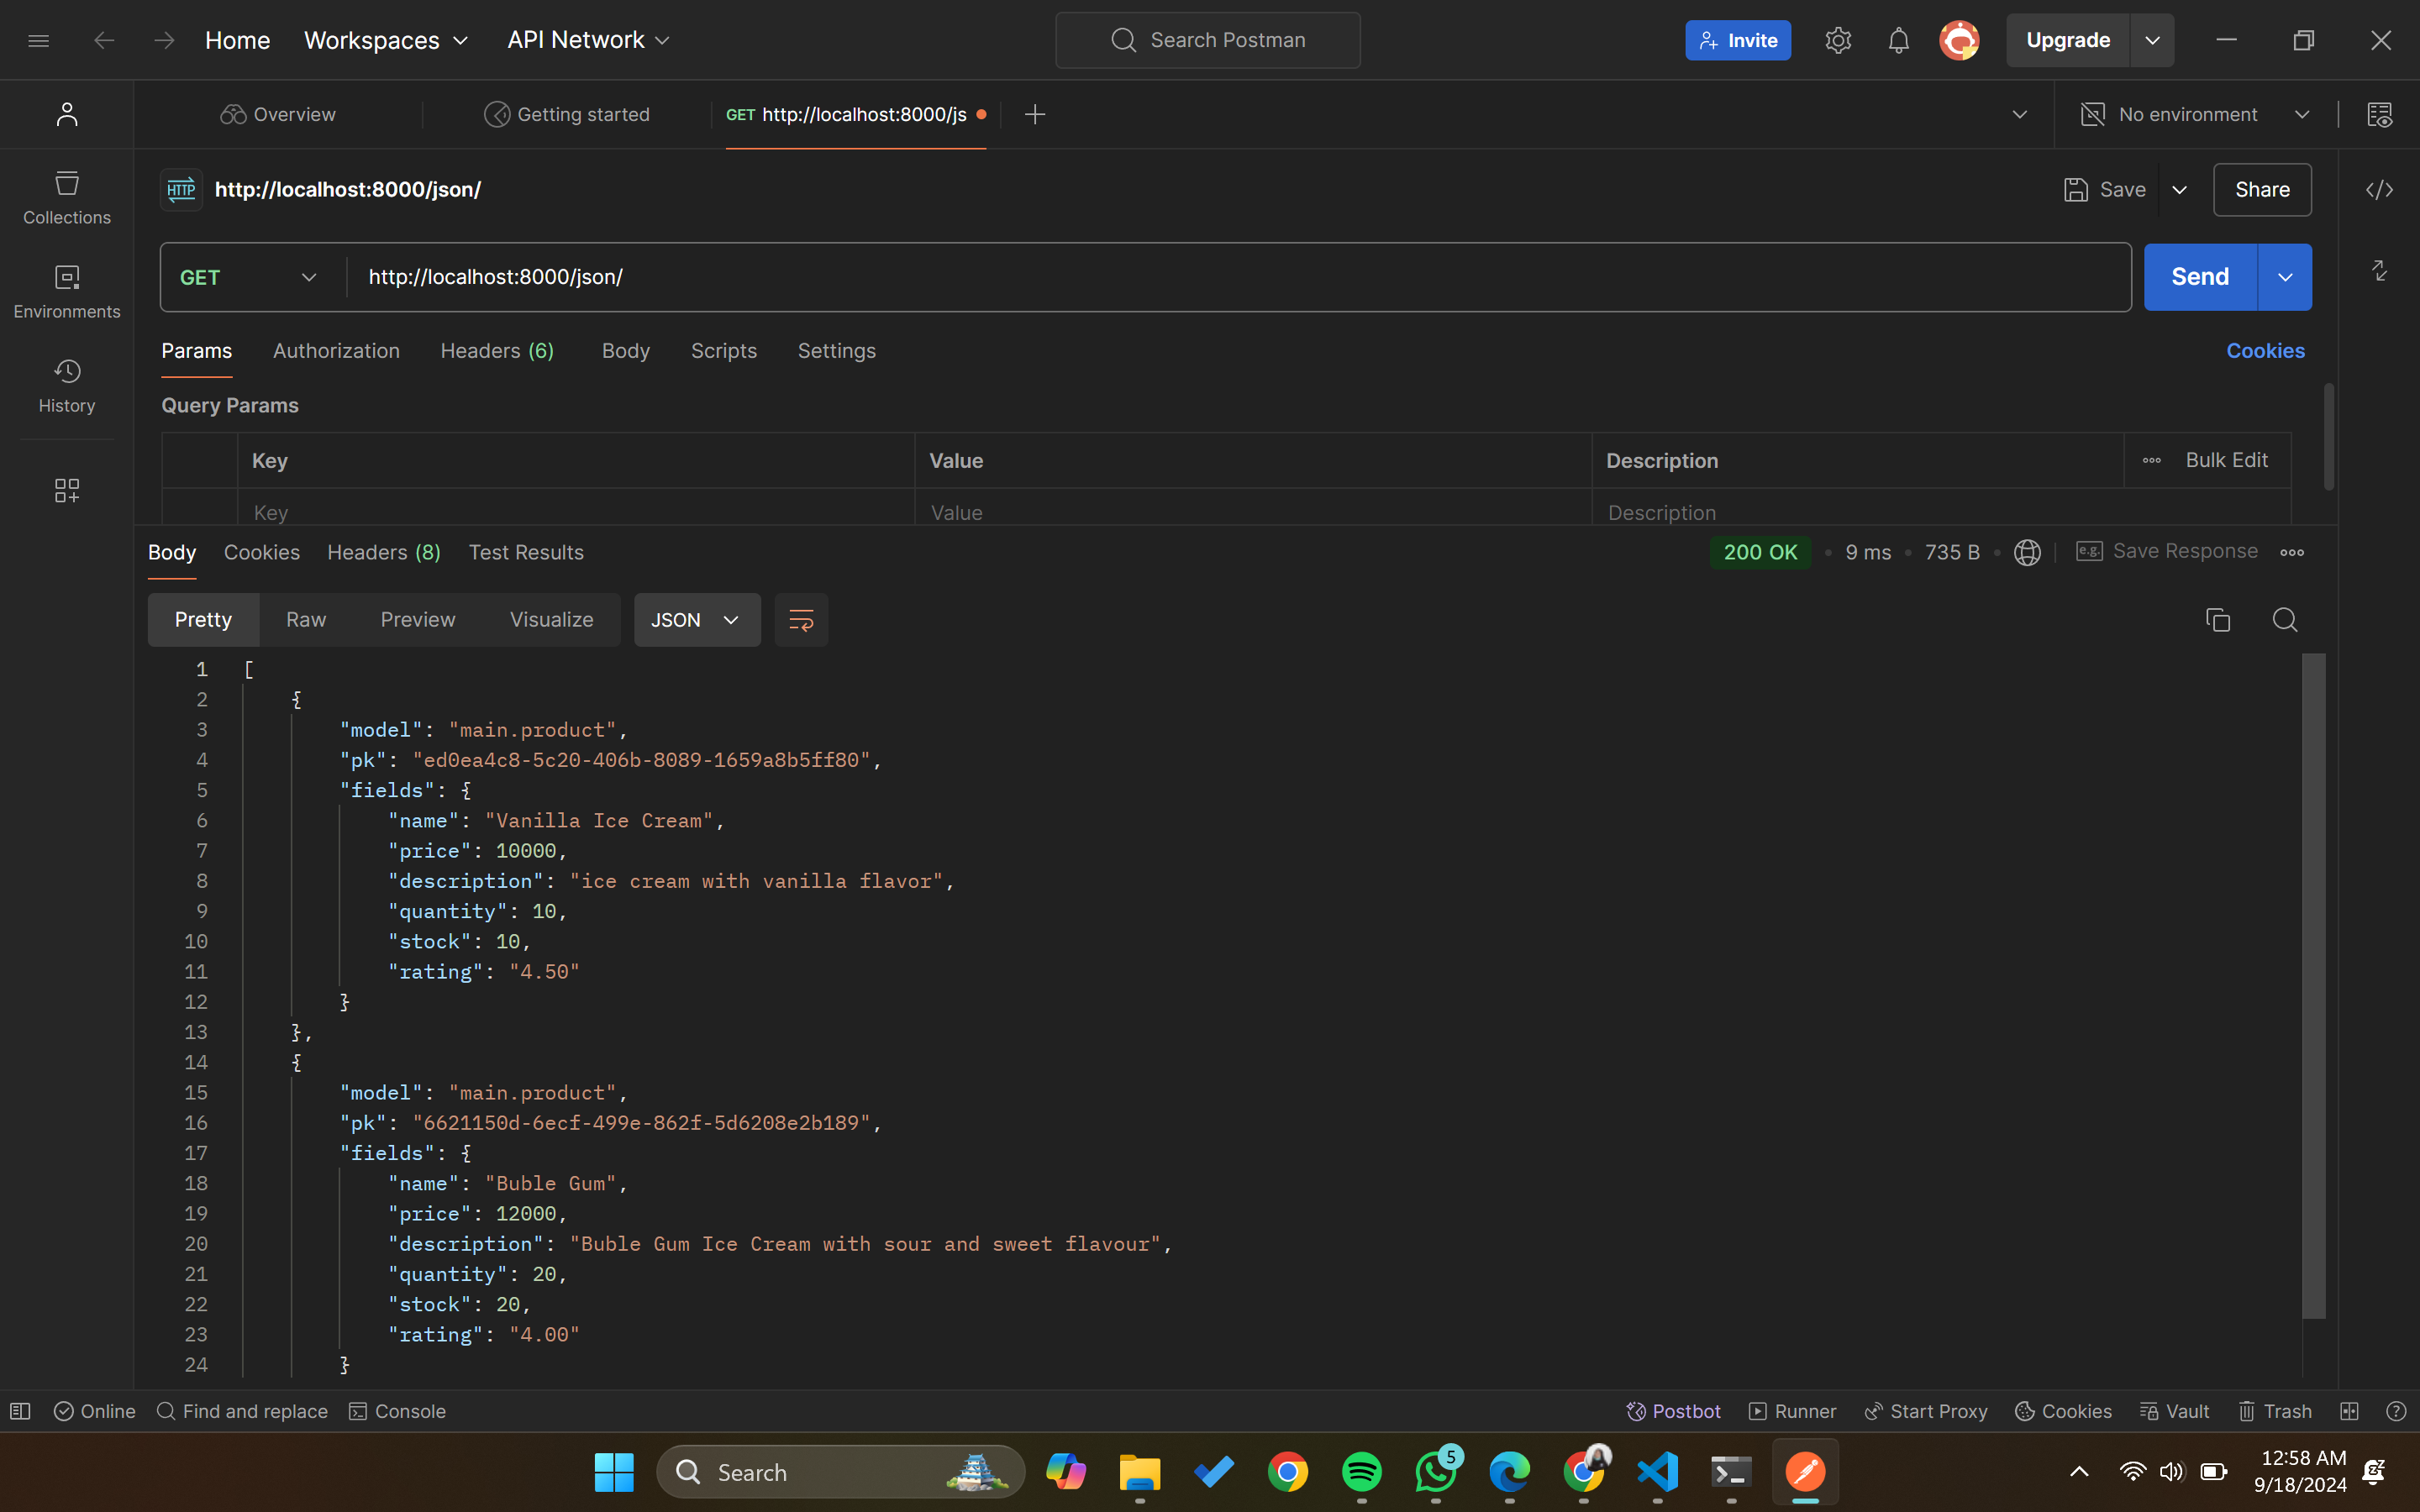 Home Workspaces API Network Search Postman Invite Upgrade
Overview Getting started GET http://localhost:8000/js No environment
HTTP http://localhost:8000/json/ Save Share
Collections
GET http://localhost:8000/json/ Send
Environments
Params Authorization Headers (6) Body Scripts Settings Cookies
History
Query Params
Key Value Description Bulk Edit
Key Value Description
Body Cookies Headers (8) Test Results 200 OK 9 ms 735 B e.g. Save Response
Pretty Raw Preview Visualize JSON
1 [
2 {
3 "model": "main.product",
4 "pk": "ed0ea4c8-5c20-406b-8089-1659a8b5ff80",
5 "fields": {
6 "name": "Vanilla Ice Cream",
7 "price": 10000,
8 "description": "ice cream with vanilla flavor",
9 "quantity": 10,
10 "stock": 10,
11 "rating": "4.50"
12 }
13 },
14 {
15 "model": "main.product",
16 "pk": "6621150d-6ecf-499e-862f-5d6208e2b189",
17 "fields": {
18 "name": "Buble Gum",
19 "price": 12000,
20 "description": "Buble Gum Ice Cream with sour and sweet flavour",
21 "quantity": 20,
22 "stock": 20,
23 "rating": "4.00"
24 }
Online Find and replace Console Postbot Runner Start Proxy Cookies Vault Trash
Search 5 12:58 AM
9/18/2024